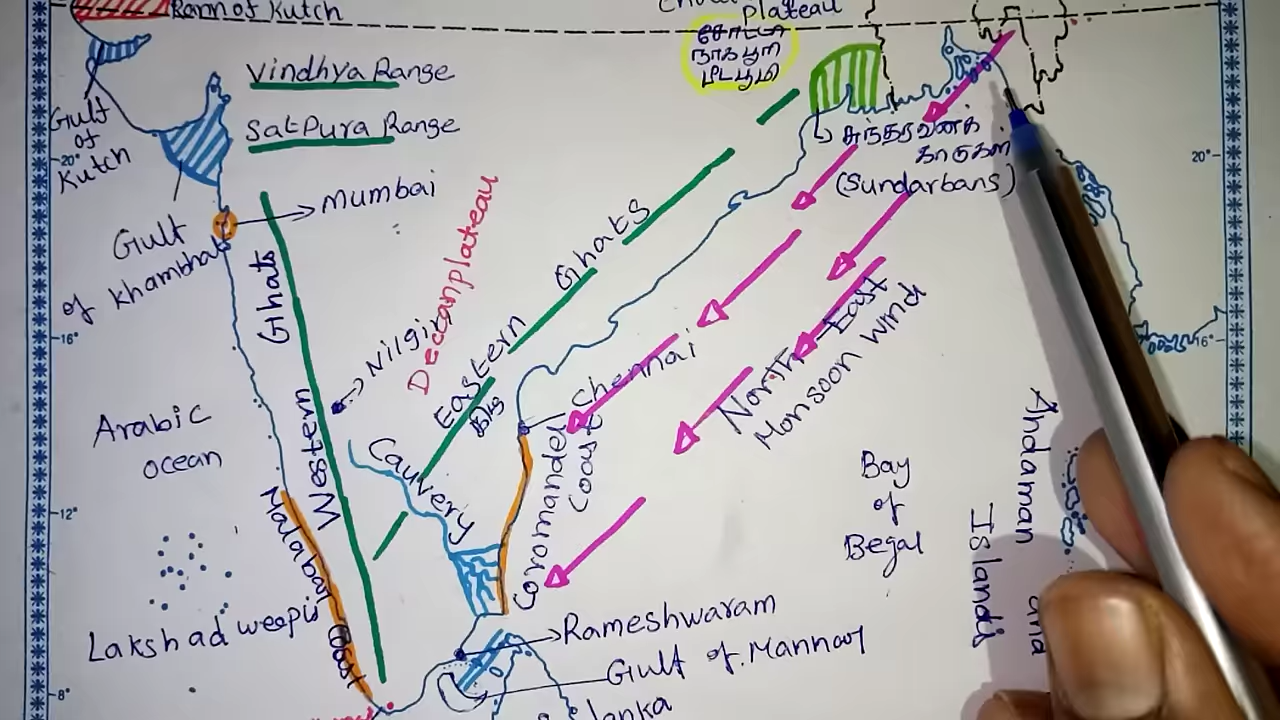 Rann of Kutch
Plateau
சோட்டா
நாகபுரி
பீடபூமி
Vindhya Range
Satpura Range
Gulf
of
Kutch
20°
20°
Mumbai
Gulf
of Khambhat
சுந்தரவனக்
காடுகள்
(Sundarbans)
Ghats
Western
Deccan plateau
Nilgiri
Eastern Ghats
16°
16°
Chennai
North East
Monsoon Wind
Arabic
ocean
Cauvery
Coromandel
Coast
Bay
of
Begal
Andaman and
Islands
12°
Malabar Coast
Lakshadweep
Rameshwaram
Gulf of Mannar
8°
lanka